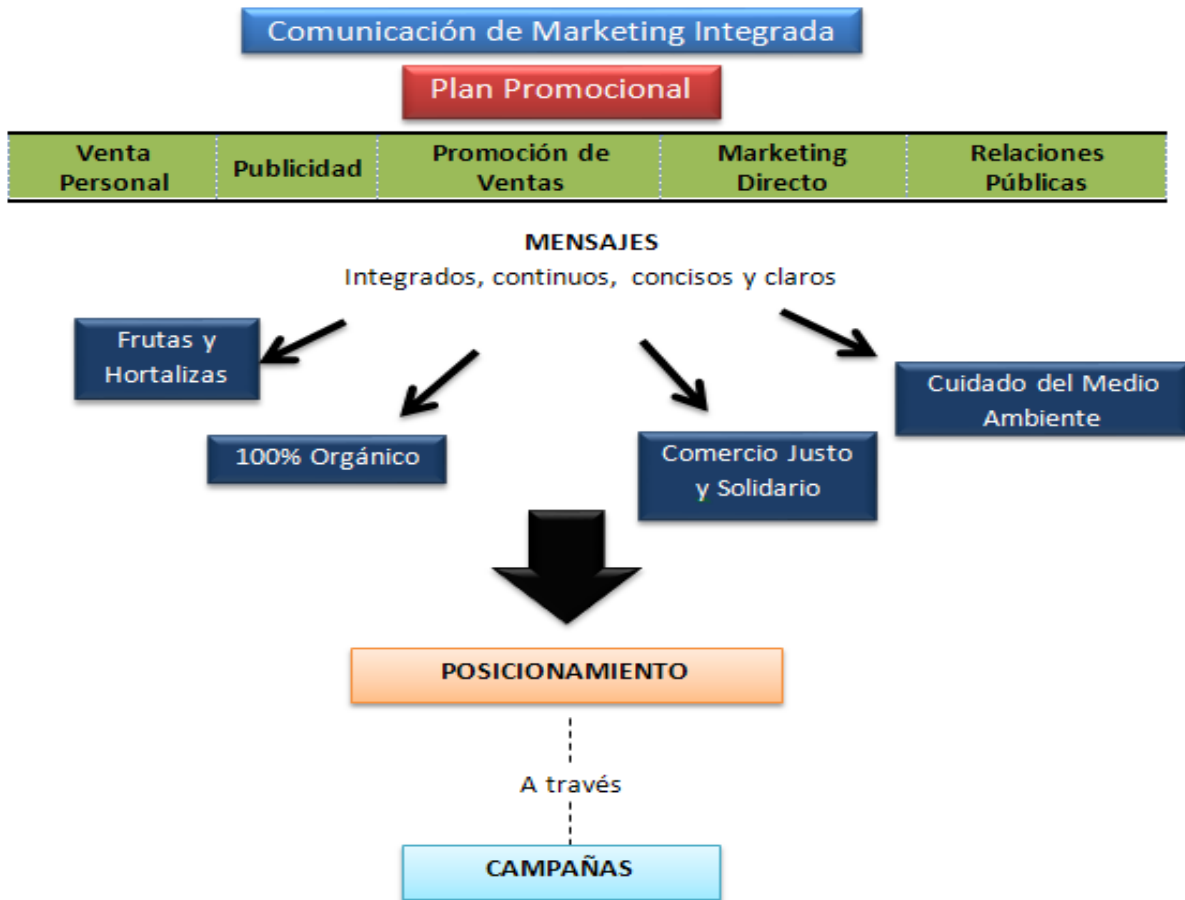 Comunicación de Marketing Integrada
Plan Promocional
Venta
Personal
Publicidad
Promoción de
Ventas
Marketing
Directo
Relaciones
Públicas
MENSAJES
Integrados, continuos, concisos y claros
Frutas y
Hortalizas
100% Orgánico
Comercio Justo
y Solidario
Cuidado del Medio
Ambiente
POSICIONAMIENTO
A través
CAMPAÑAS